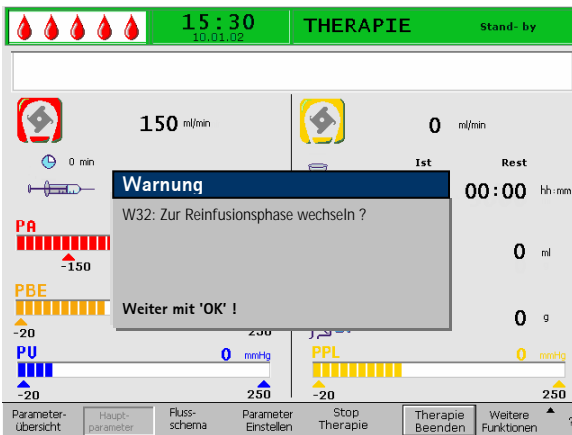 15:30
10.01.02
THERAPIE
Stand- by
150 ml/min
0 ml/min
0 min
Ist Rest
00:00 hh:mm
Warnung
W32: Zur Reinfusionsphase wechseln ?
Weiter mit 'OK' !
PA
-150
0 ml
PBE
-20
250
0 g
PV 0 mmHg
-20 250
PPL 0 mmHg
-20 250
Parameter-
übersicht
Haupt-
parameter
Fluss-
schema
Parameter
Einstellen
Stop
Therapie
Therapie
Beenden
Weitere
Funktionen
?